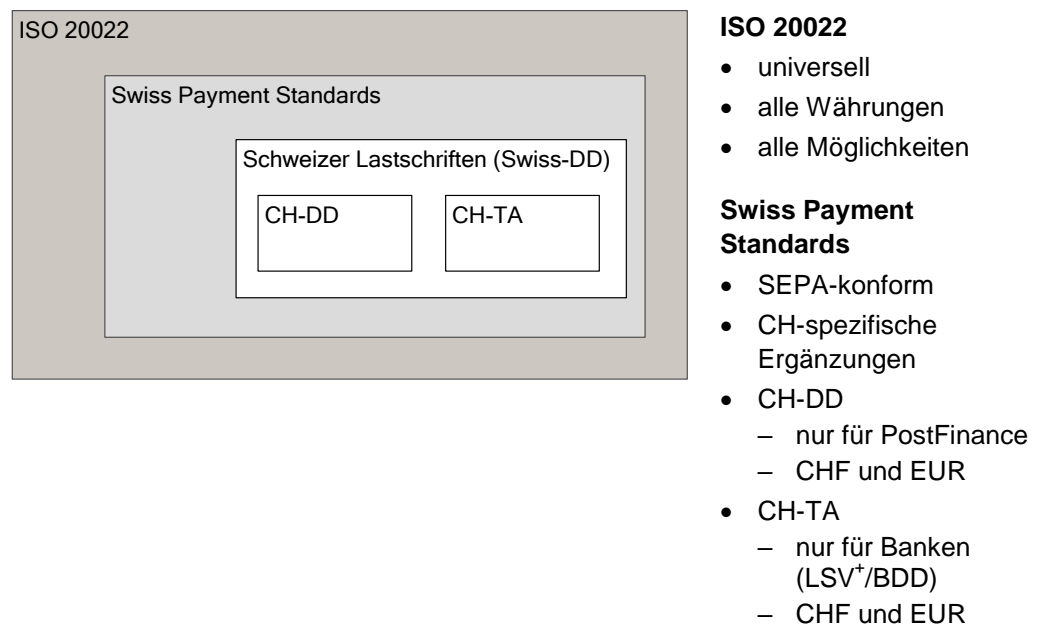 ISO 20022
Swiss Payment Standards
Schweizer Lastschriften (Swiss-DD)
CH-DD
CH-TA
ISO 20022
• universell
• alle Währungen
• alle Möglichkeiten
Swiss Payment
Standards
• SEPA-konform
• CH-spezifische
Ergänzungen
• CH-DD
– nur für PostFinance
– CHF und EUR
• CH-TA
– nur für Banken
(LSV+/BDD)
– CHF und EUR